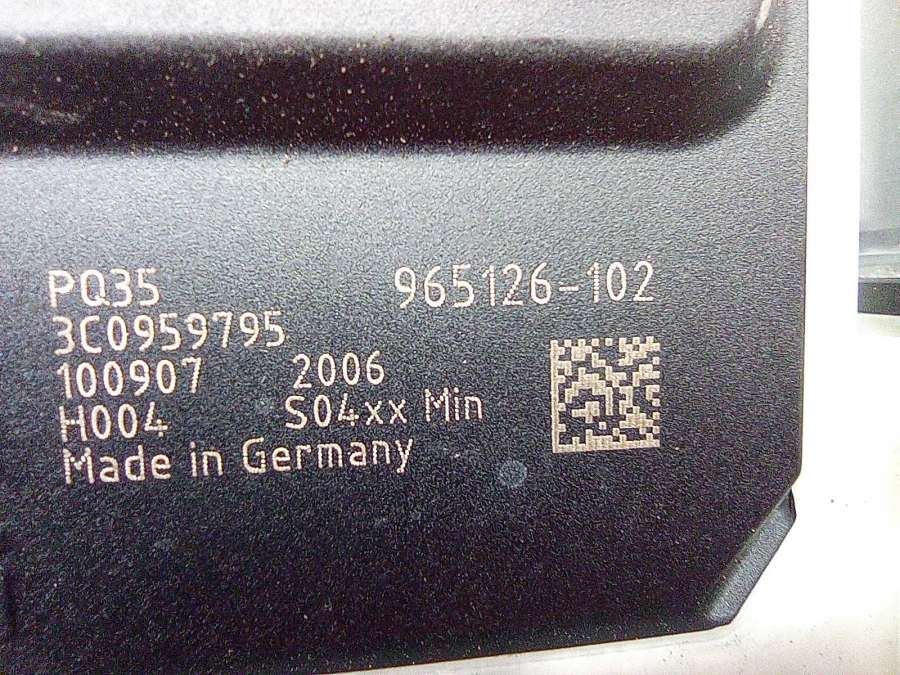 PQ35 965126-102
3C0959795
100907 2006
H004 S04xx Min
Made in Germany